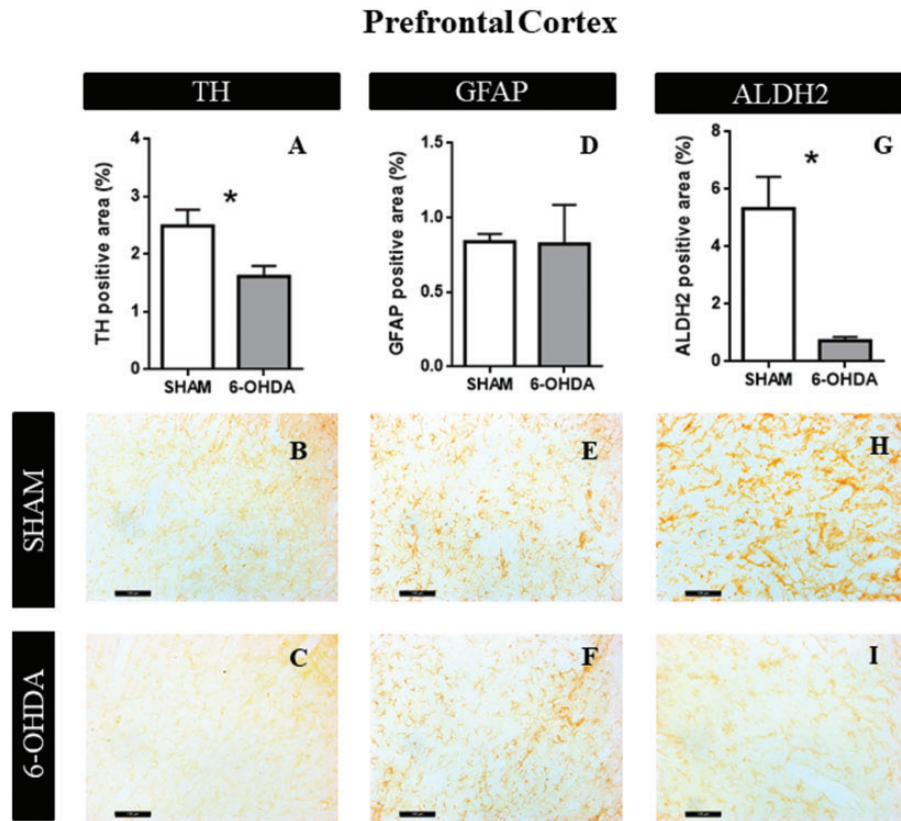 Prefrontal Cortex
TH
GFAP
ALDH2
A
TH positive area (%)
4
3
2
1
0
*
SHAM
6-OHDA
D
GFAP positive area (%)
1.5
1.0
0.5
0.0
SHAM
6-OHDA
G
ALDH2 positive area (%)
8
6
4
2
0
*
SHAM
6-OHDA
SHAM
B
E
H
6-OHDA
C
F
I